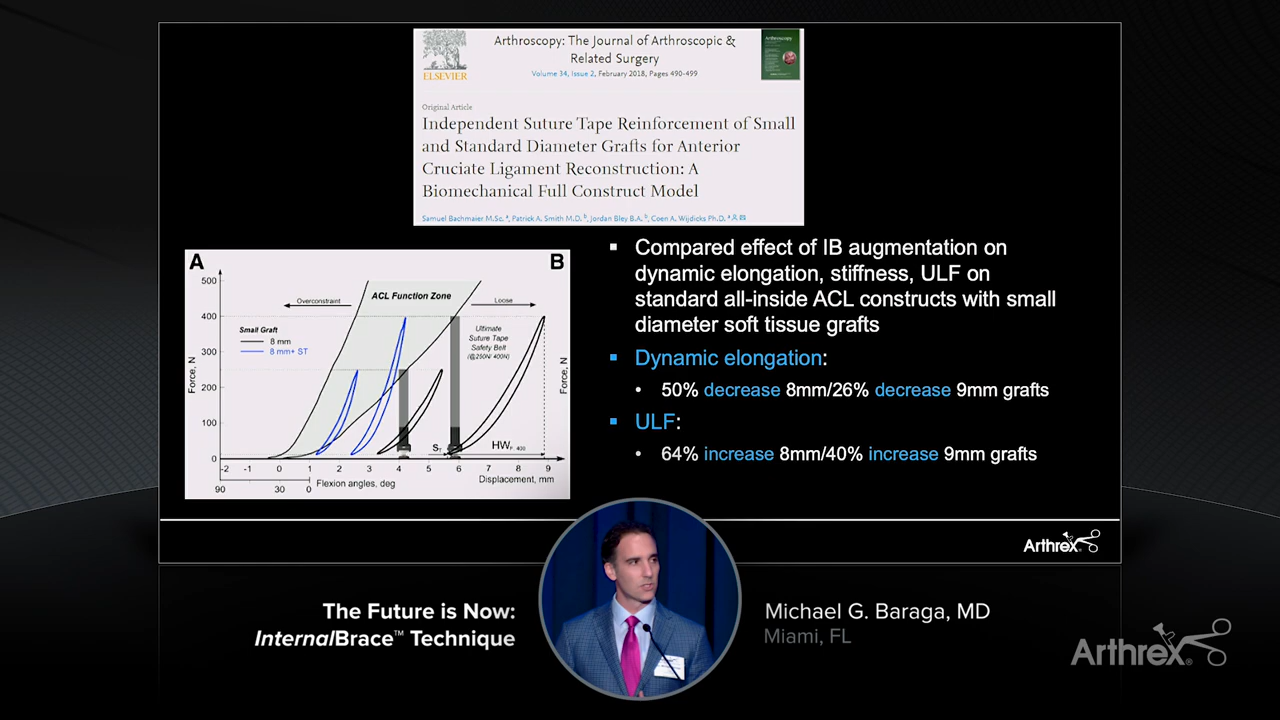 Arthroscopy: The Journal of Arthroscopic &
Related Surgery
Volume 34, Issue 2, February 2018, Pages 490-499
ELSEVIER
Arthroscopy
Original Article
Independent Suture Tape Reinforcement of Small
and Standard Diameter Grafts for Anterior
Cruciate Ligament Reconstruction: A
Biomechanical Full Construct Model
Samuel Bachmaier M.Sc. a, Patrick A. Smith M.D. b, Jordan Bley B.A. b, Coen A. Wijdicks Ph.D. a
A
B
500
400
300
200
100
0
Force, N
Overconstraint
ACL Function Zone
Loose
Small Graft
8 mm
8 mm+ ST
Ultimate
Suture Tape
Safety Belt
(@250N/ 400N)
Force, N
HW
-2 -1 0 1 2 3 4 5 6 7 8 9
Flexion angles, deg
Displacement, mm
90 30 0
▪ Compared effect of IB augmentation on
dynamic elongation, stiffness, ULF on
standard all-inside ACL constructs with small
diameter soft tissue grafts
▪ Dynamic elongation:
• 50% decrease 8mm/26% decrease 9mm grafts
▪ ULF:
• 64% increase 8mm/40% increase 9mm grafts
Arthrex
The Future is Now:
InternalBrace™ Technique
Michael G. Baraga, MD
Miami, FL
Arthrex®